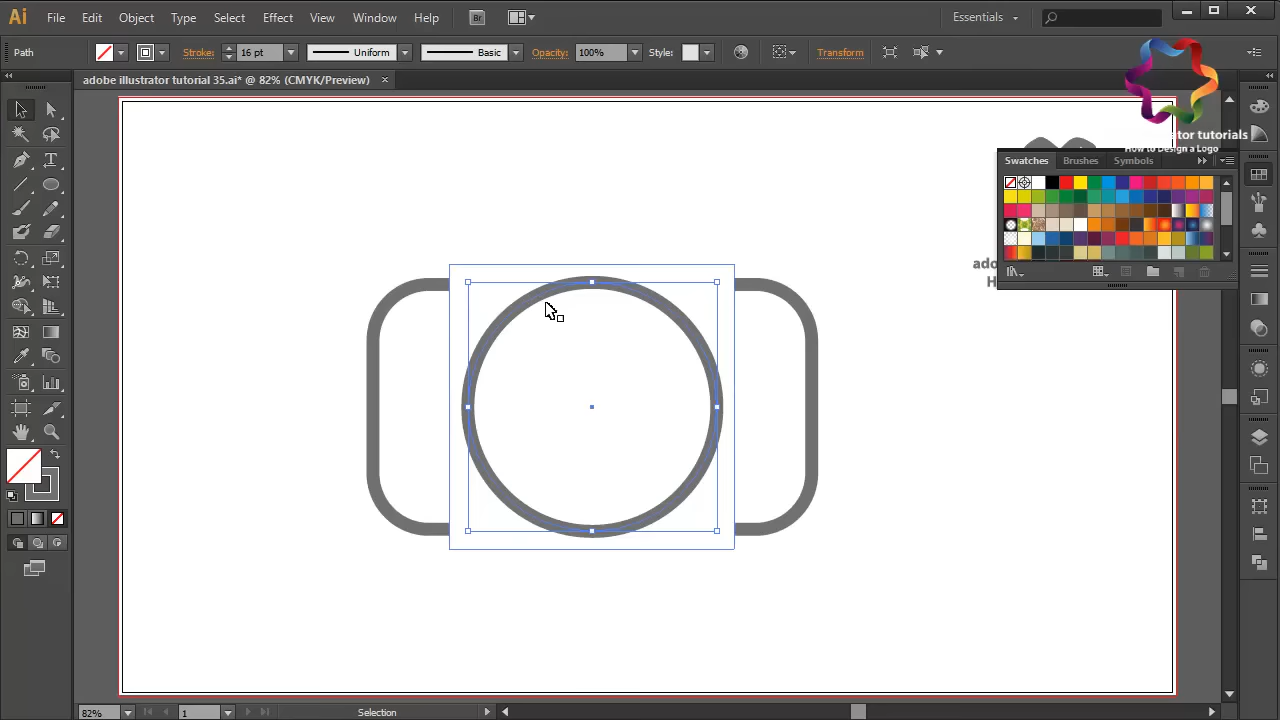 Ai File Edit Object Type Select Effect View Window Help Br Essentials
Path Stroke: 16 pt Uniform Basic Opacity: 100% Style: Transform
adobe illustrator tutorial 35.ai* @ 82% (CMYK/Preview)
tor tutorials
How to Design a Logo
Swatches Brushes Symbols
ado
H
82% 1 Selection